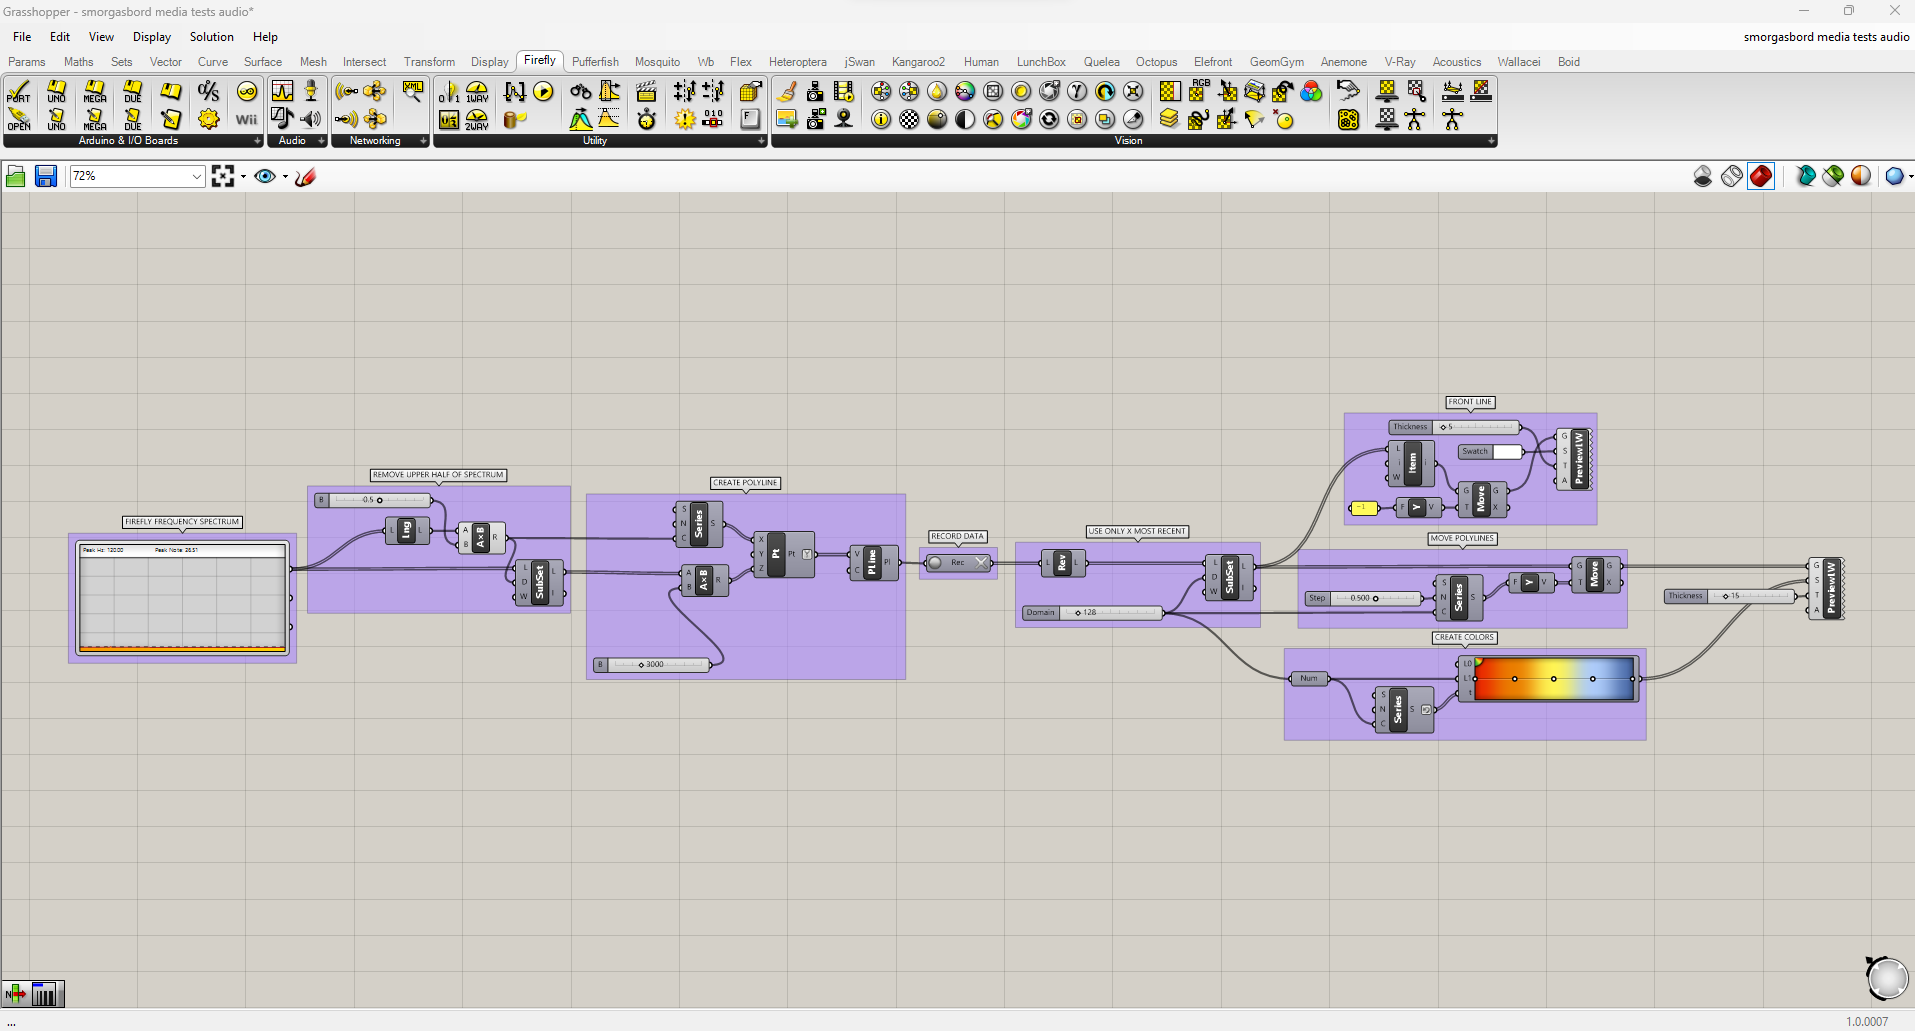 Grasshopper - smorgasbord media tests audio*
File Edit View Display Solution Help
smorgasbord media tests audio
Params Maths Sets Vector Curve Surface Mesh Intersect Transform Display Firefly Pufferfish Mosquito Wb Flex Heteroptera jSwan Kangaroo2 Human LunchBox Quelea Octopus Elefront GeomGym Anemone V-Ray Acoustics Wallacei Boid
PORT UNO MEGA DUE XML 1WAY RGB
OPEN UNO MEGA DUE Wii 2WAY 010 F
Arduino & I/O Boards
Audio
Networking
Utility
Vision
72%
FIREFLY FREQUENCY SPECTRUM
Peak Hz: 120.00 Peak Note: 26.51
REMOVE UPPER HALF OF SPECTRUM
B 0.5
L Lng L
A B A×B R
L D W SubSet L I
CREATE POLYLINE
S N C Series S
X Y Z Pt Pt
A B A×B R
V C PLine Pl
B 3000
RECORD DATA
Rec
USE ONLY X MOST RECENT
L Rev L
L D W SubSet L I
Domain 128
FRONT LINE
Thickness 5
Swatch
L i W Item i
-1
F Y V
G T Move G X
G S T A PreviewLW
MOVE POLYLINES
Step 0.500
S N C Series S
F Y V
G T Move G X
Thickness 15
G S T A PreviewLW
CREATE COLORS
Num
S N C Series S
L0 L1 t
N
...
1.0.0007